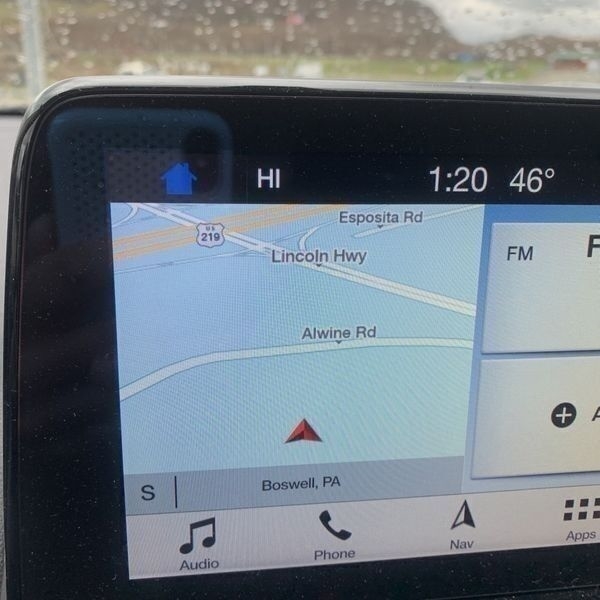 HI 1:20 46°
Esposita Rd
US
219
Lincoln Hwy
FM F
Alwine Rd
A
S Boswell, PA
Audio Phone Nav Apps